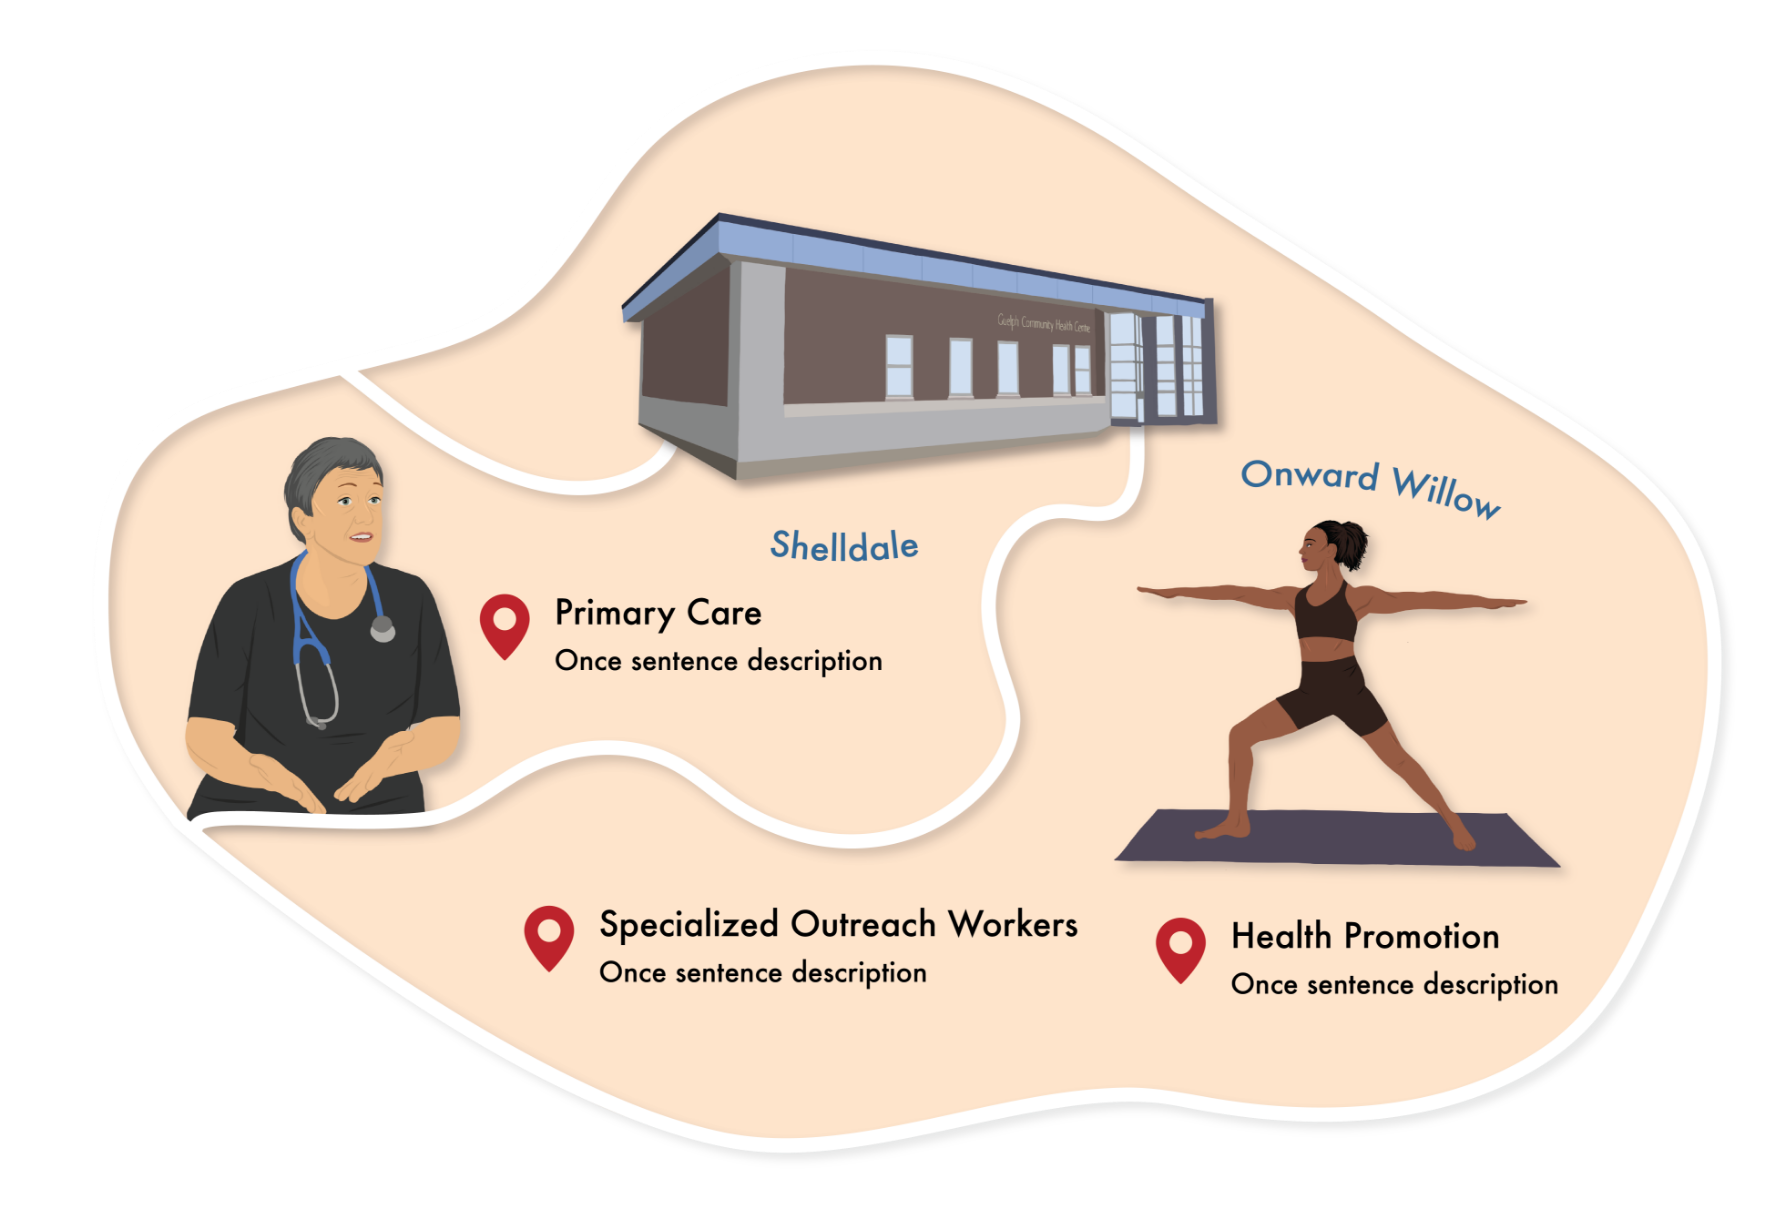 Guelph Community Health Centre
Onward Willow
Shelldale
Primary Care
Once sentence description
Specialized Outreach Workers
Once sentence description
Health Promotion
Once sentence description